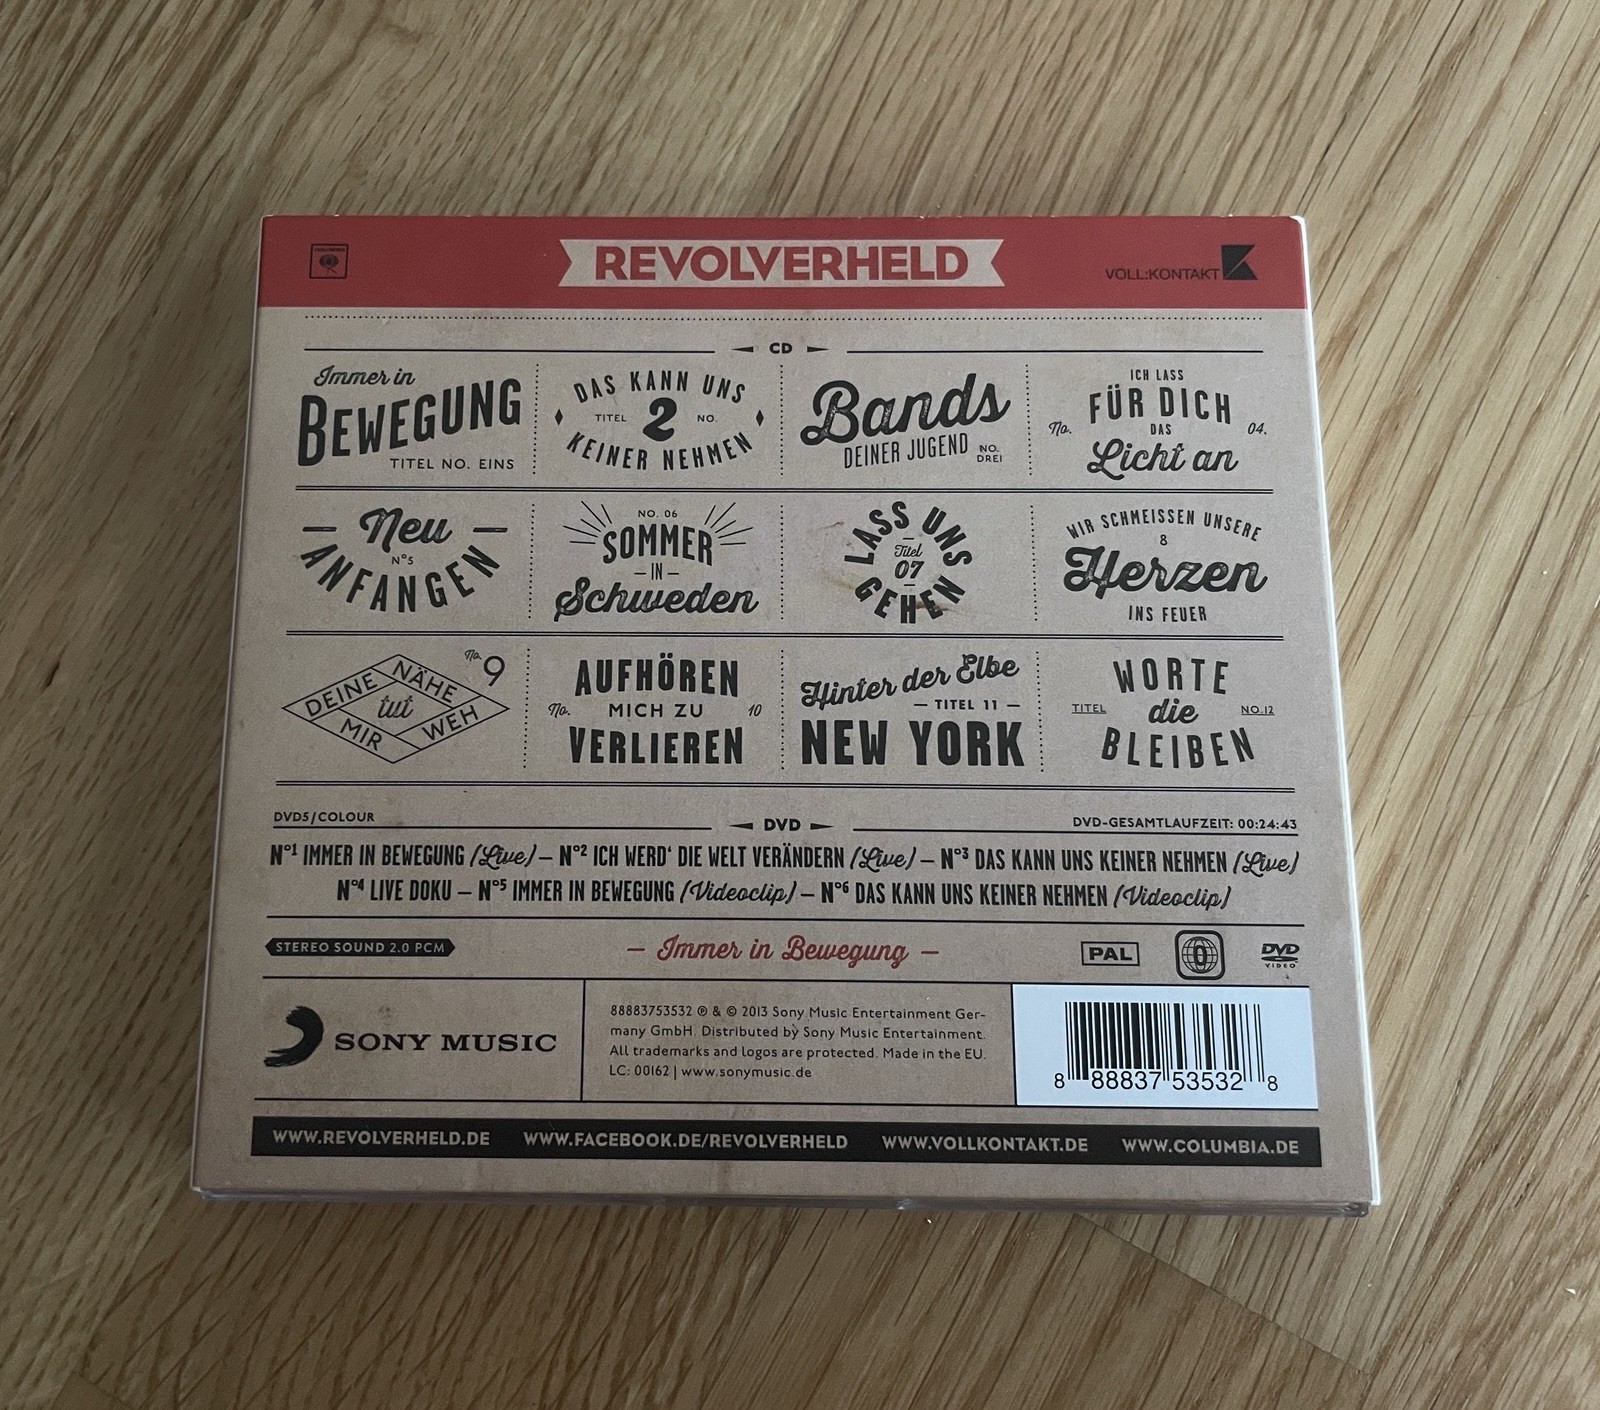 COLUMBIA
REVOLVERHELD
VOLL:KONTAKT
CD
Immer in
BEWEGUNG
TITEL NO. EINS
DAS KANN UNS
TITEL 2 NO.
KEINER NEHMEN
Bands
DEINER JUGEND
NO.
DREI
ICH LASS
FÜR DICH
No. DAS 04.
Licht an
Neu
N°5
ANFANGEN
NO. 06
SOMMER
IN
Schweden
LASS UNS
Titel
07
GEHEN
WIR SCHMEISSEN UNSERE
8
Herzen
INS FEUER
No. 9
DEINE NÄHE
tut
MIR WEH
AUFHÖREN
No. MICH ZU 10
VERLIEREN
Hinter der Elbe
— TITEL 11 —
NEW YORK
WORTE
TITEL die NO.12
BLEIBEN
DVD5/COLOUR
DVD
DVD-GESAMTLAUFZEIT: 00:24:43
N°1 IMMER IN BEWEGUNG (Live) – N°2 ICH WERD' DIE WELT VERÄNDERN (Live) – N°3 DAS KANN UNS KEINER NEHMEN (Live)
N°4 LIVE DOKU – N°5 IMMER IN BEWEGUNG (Videoclip) – N°6 DAS KANN UNS KEINER NEHMEN (Videoclip)
STEREO SOUND 2.0 PCM
— Immer in Bewegung —
PAL
0
DVD
VIDEO
SONY MUSIC
88883753532 ℗ & © 2013 Sony Music Entertainment Ger-
many GmbH. Distributed by Sony Music Entertainment.
All trademarks and logos are protected. Made in the EU.
LC: 00162 | www.sonymusic.de
8 88837 53532 8
WWW.REVOLVERHELD.DE WWW.FACEBOOK.DE/REVOLVERHELD WWW.VOLLKONTAKT.DE WWW.COLUMBIA.DE